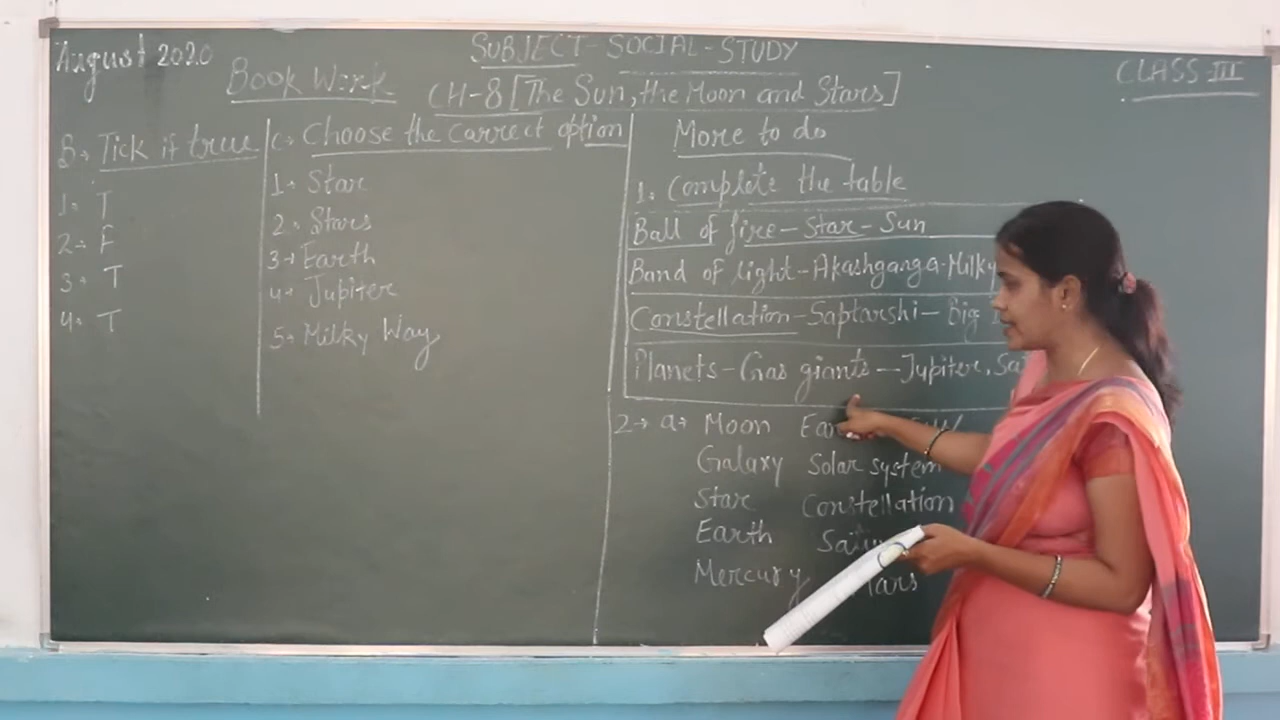 August 2020
SUBJECT-SOCIAL-STUDY
CLASS-III
Book Work
CH-8 [The Sun, the Moon and Stars]
B. Tick if true
1. T
2. F
3. T
4. T
C. Choose the correct option
1. Star
2. Stars
3. Earth
4. Jupiter
5. Milky Way
More to do
1. Complete the table
Ball of fire - Star - Sun
Band of light - Akashganga - Milky
Constellation - Saptarshi - Big
Planets - Gas giants - Jupiter,
2. a. Moon
Galaxy Solar system
Star Constellation
Earth
Mercury